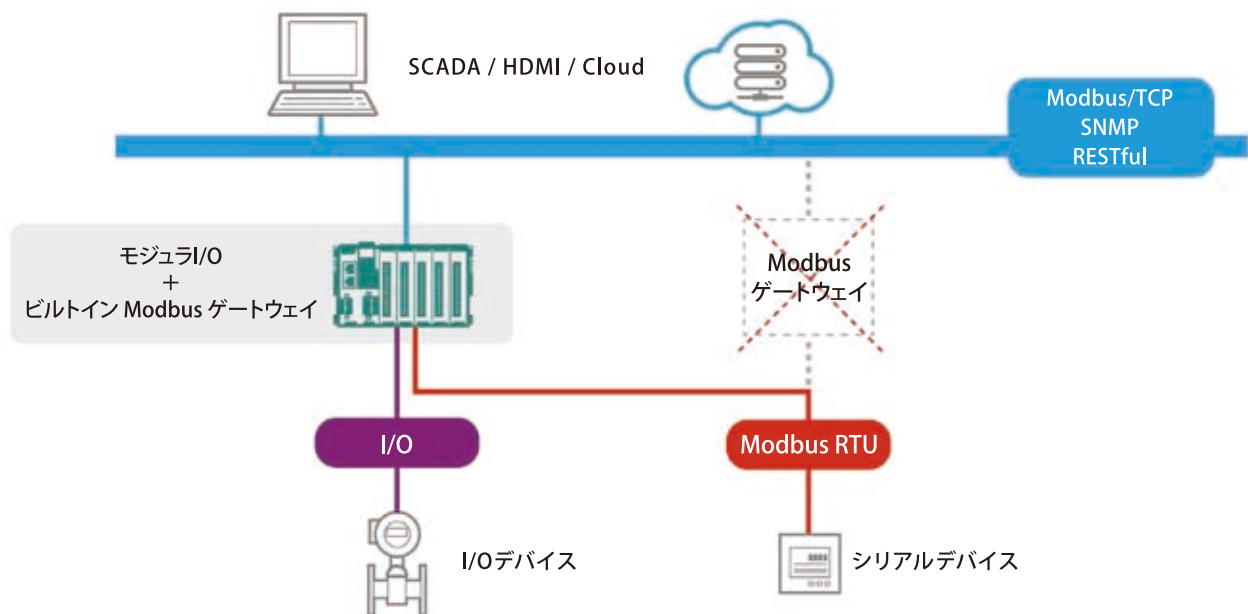 SCADA / HDMI / Cloud
Modbus/TCP
SNMP
RESTful
モジュラI/O
+
ビルトイン Modbus ゲートウェイ
Modbus
ゲートウェイ
I/O
Modbus RTU
I/Oデバイス
シリアルデバイス